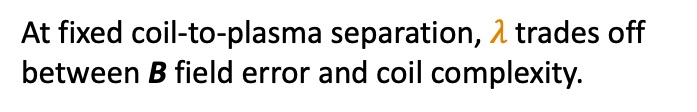 At fixed coil-to-plasma separation, λ trades off
between B field error and coil complexity.